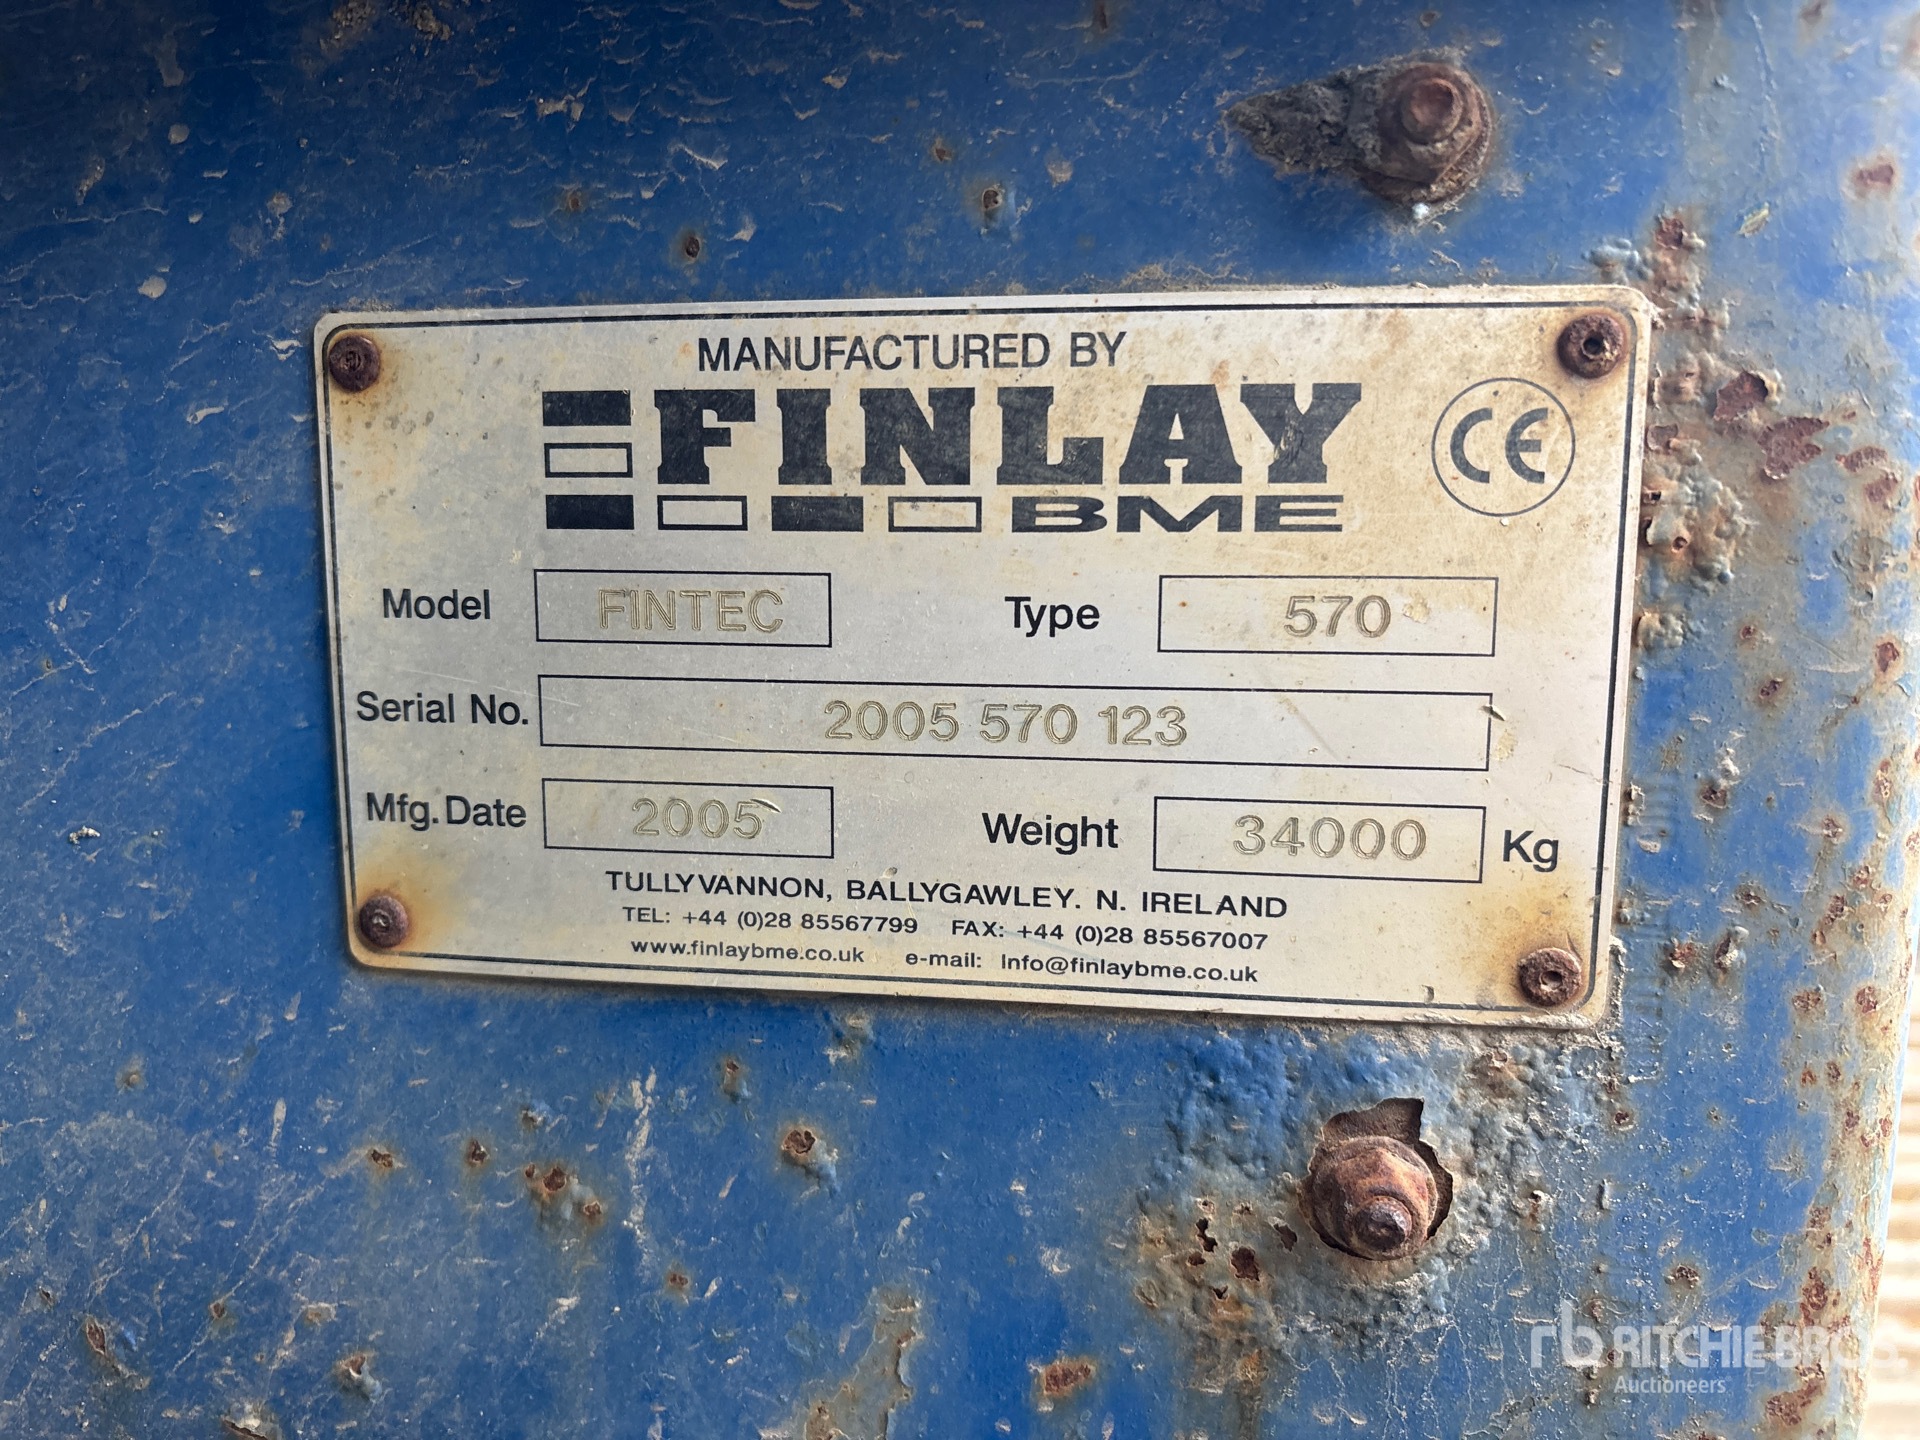 MANUFACTURED BY
FINLAY
BME
CE
Model FINTEC Type 570
Serial No. 2005 570 123
Mfg. Date 2005 Weight 34000 Kg
TULLYVANNON, BALLYGAWLEY. N. IRELAND
TEL: +44 (0)28 85567799 FAX: +44 (0)28 85567007
www.finlaybme.co.uk e-mail: Info@finlaybme.co.uk
rb RITCHIE BROS.
Auctioneers